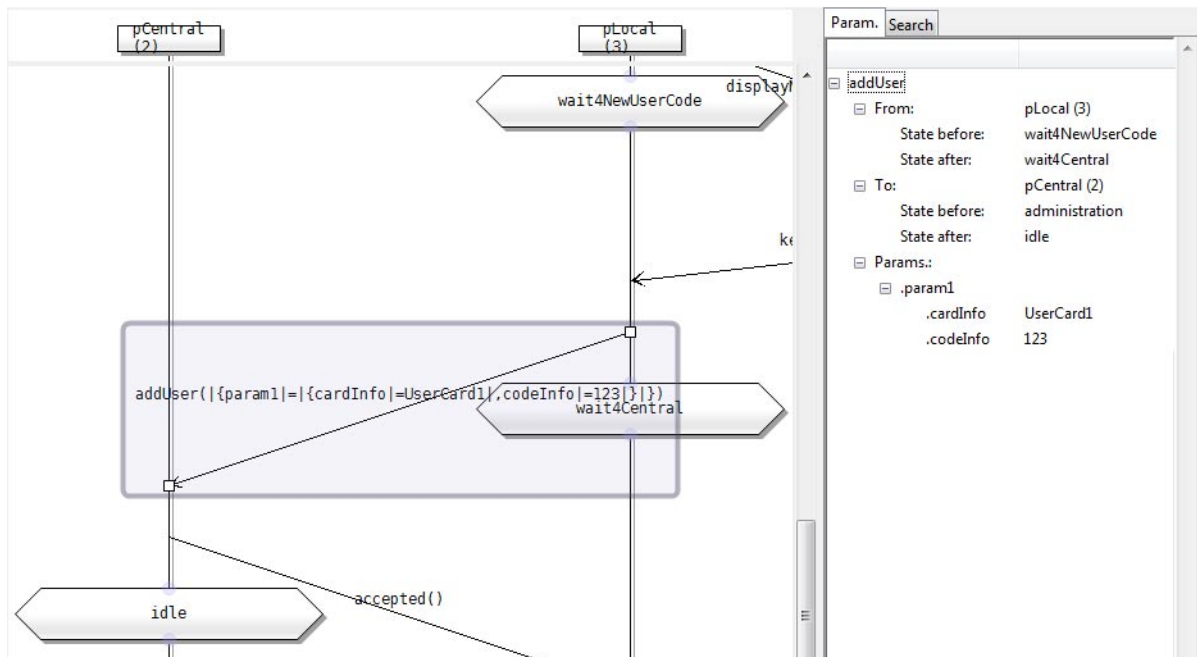 pCentral
(2)
pLocal
(3)
wait4NewUserCode
addUser(|{param1|=|{cardInfo|=UserCard1|,codeInfo|=123|}|})
wait4Central
accepted()
idle
Param. Search
addUser
From: pLocal (3)
State before: wait4NewUserCode
State after: wait4Central
To: pCentral (2)
State before: administration
State after: idle
Params.:
.param1
.cardInfo UserCard1
.codeInfo 123